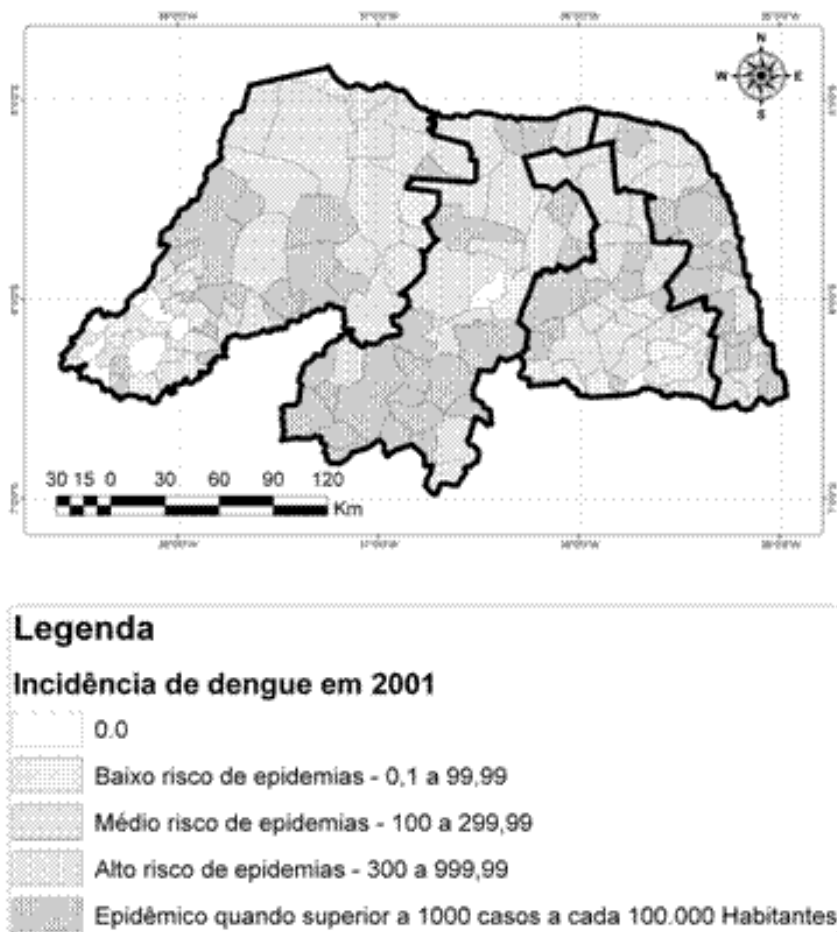 N
W E
S
30 15 0 30 60 90 120
Km
Legenda
Incidência de dengue em 2001
0.0
Baixo risco de epidemias - 0,1 a 99,99
Médio risco de epidemias - 100 a 299,99
Alto risco de epidemias - 300 a 999,99
Epidêmico quando superior a 1000 casos a cada 100.000 Habitantes